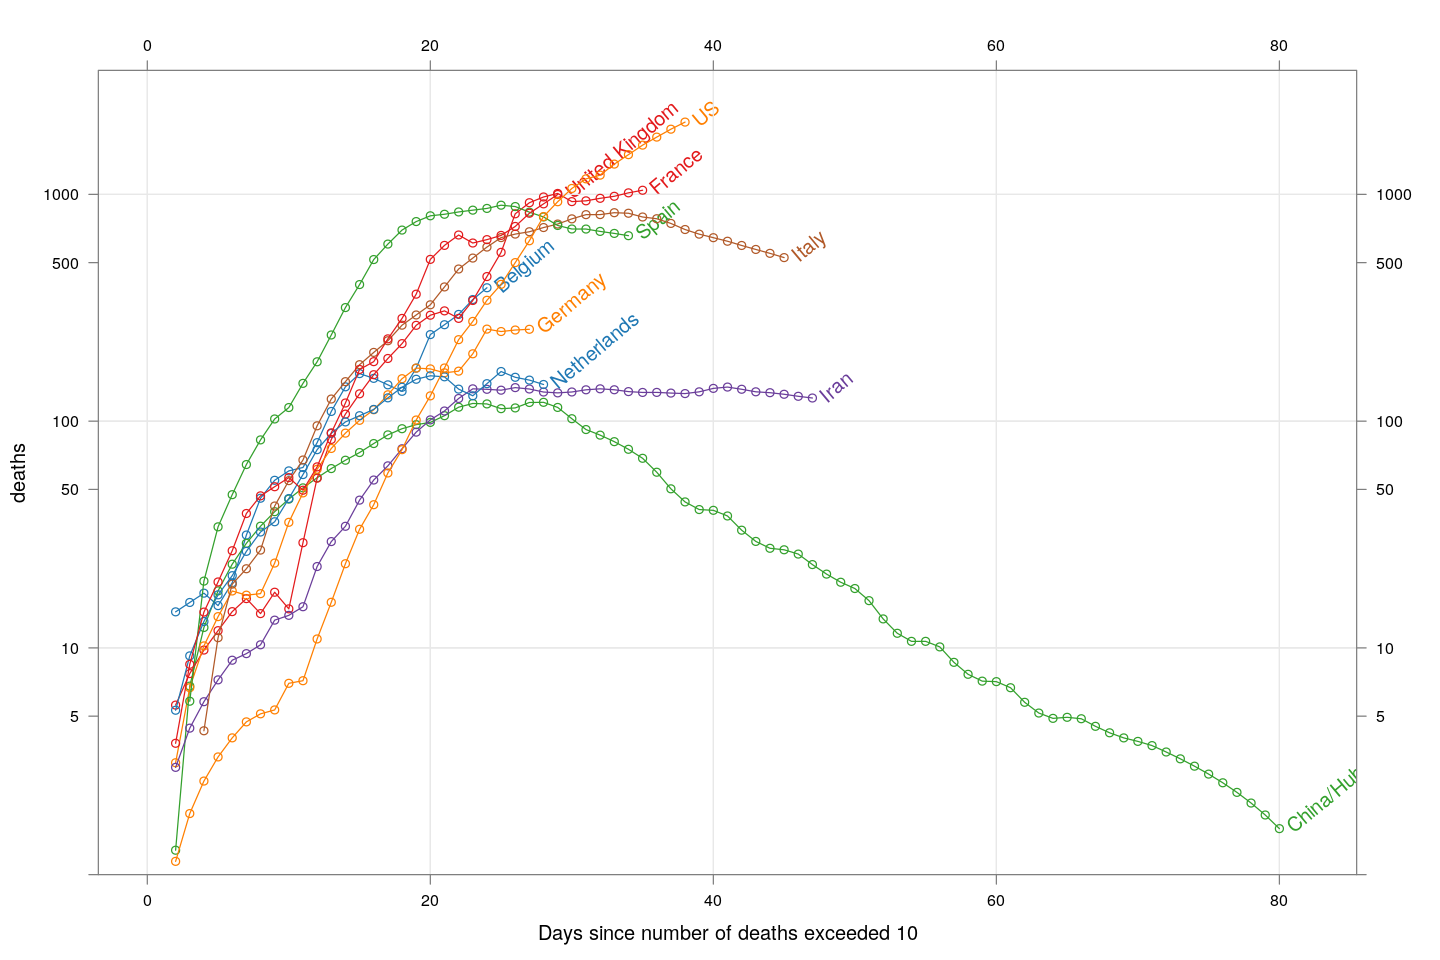 0 20 40 60 80
United Kingdom
US
France
Spain
Italy
Belgium
Germany
Netherlands
Iran
China/Hub
1000 1000
500 500
100 100
50 50
10 10
5 5
deaths
0 20 40 60 80
Days since number of deaths exceeded 10